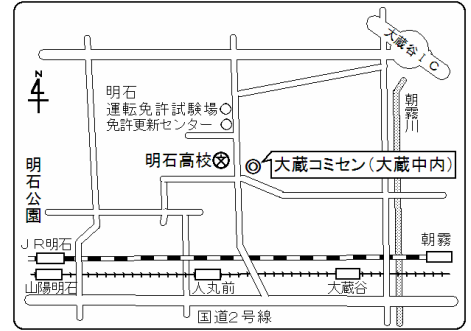 大蔵谷IC
N
朝霧川
明石
運転免許試験場
免許更新センター
明石高校
大蔵コミセン(大蔵中内)
明石公園
JR明石
朝霧
山陽明石
人丸前
大蔵谷
国道2号線